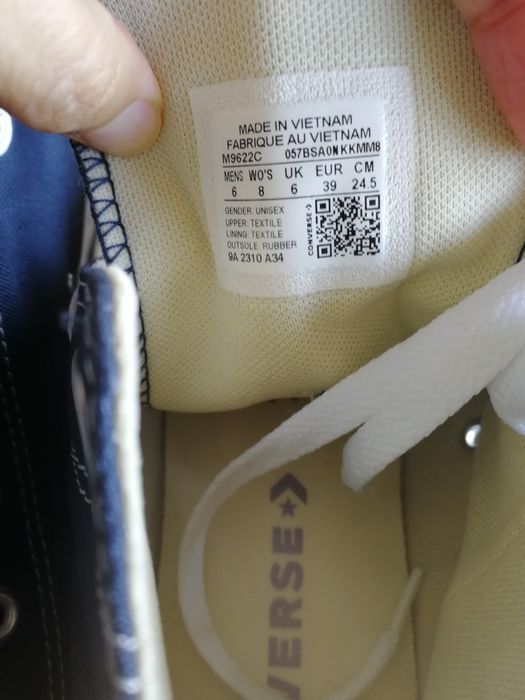 MADE IN VIETNAM
FABRIQUE AU VIETNAM
M9622C 057BSA0NKKMM8
MENS WO'S UK EUR CM
6 8 6 39 24.5
GENDER: UNISEX
UPPER: TEXTILE
LINING: TEXTILE
OUTSOLE: RUBBER
9A 2310 A34
CONVERSE
VERSE